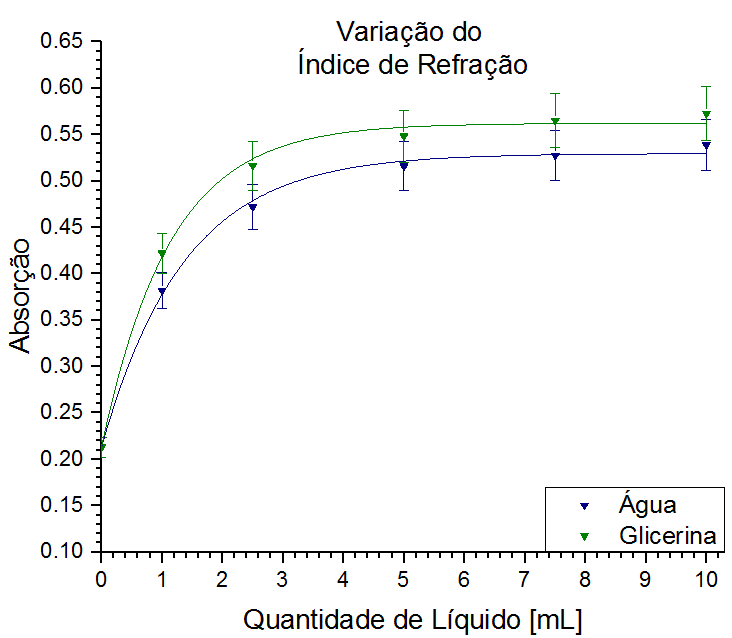 Variação do
Índice de Refração
0.65
0.60
0.55
0.50
0.45
0.40
0.35
0.30
0.25
0.20
0.15
0.10
Absorção
0 1 2 3 4 5 6 7 8 9 10
Quantidade de Líquido [mL]
Água
Glicerina